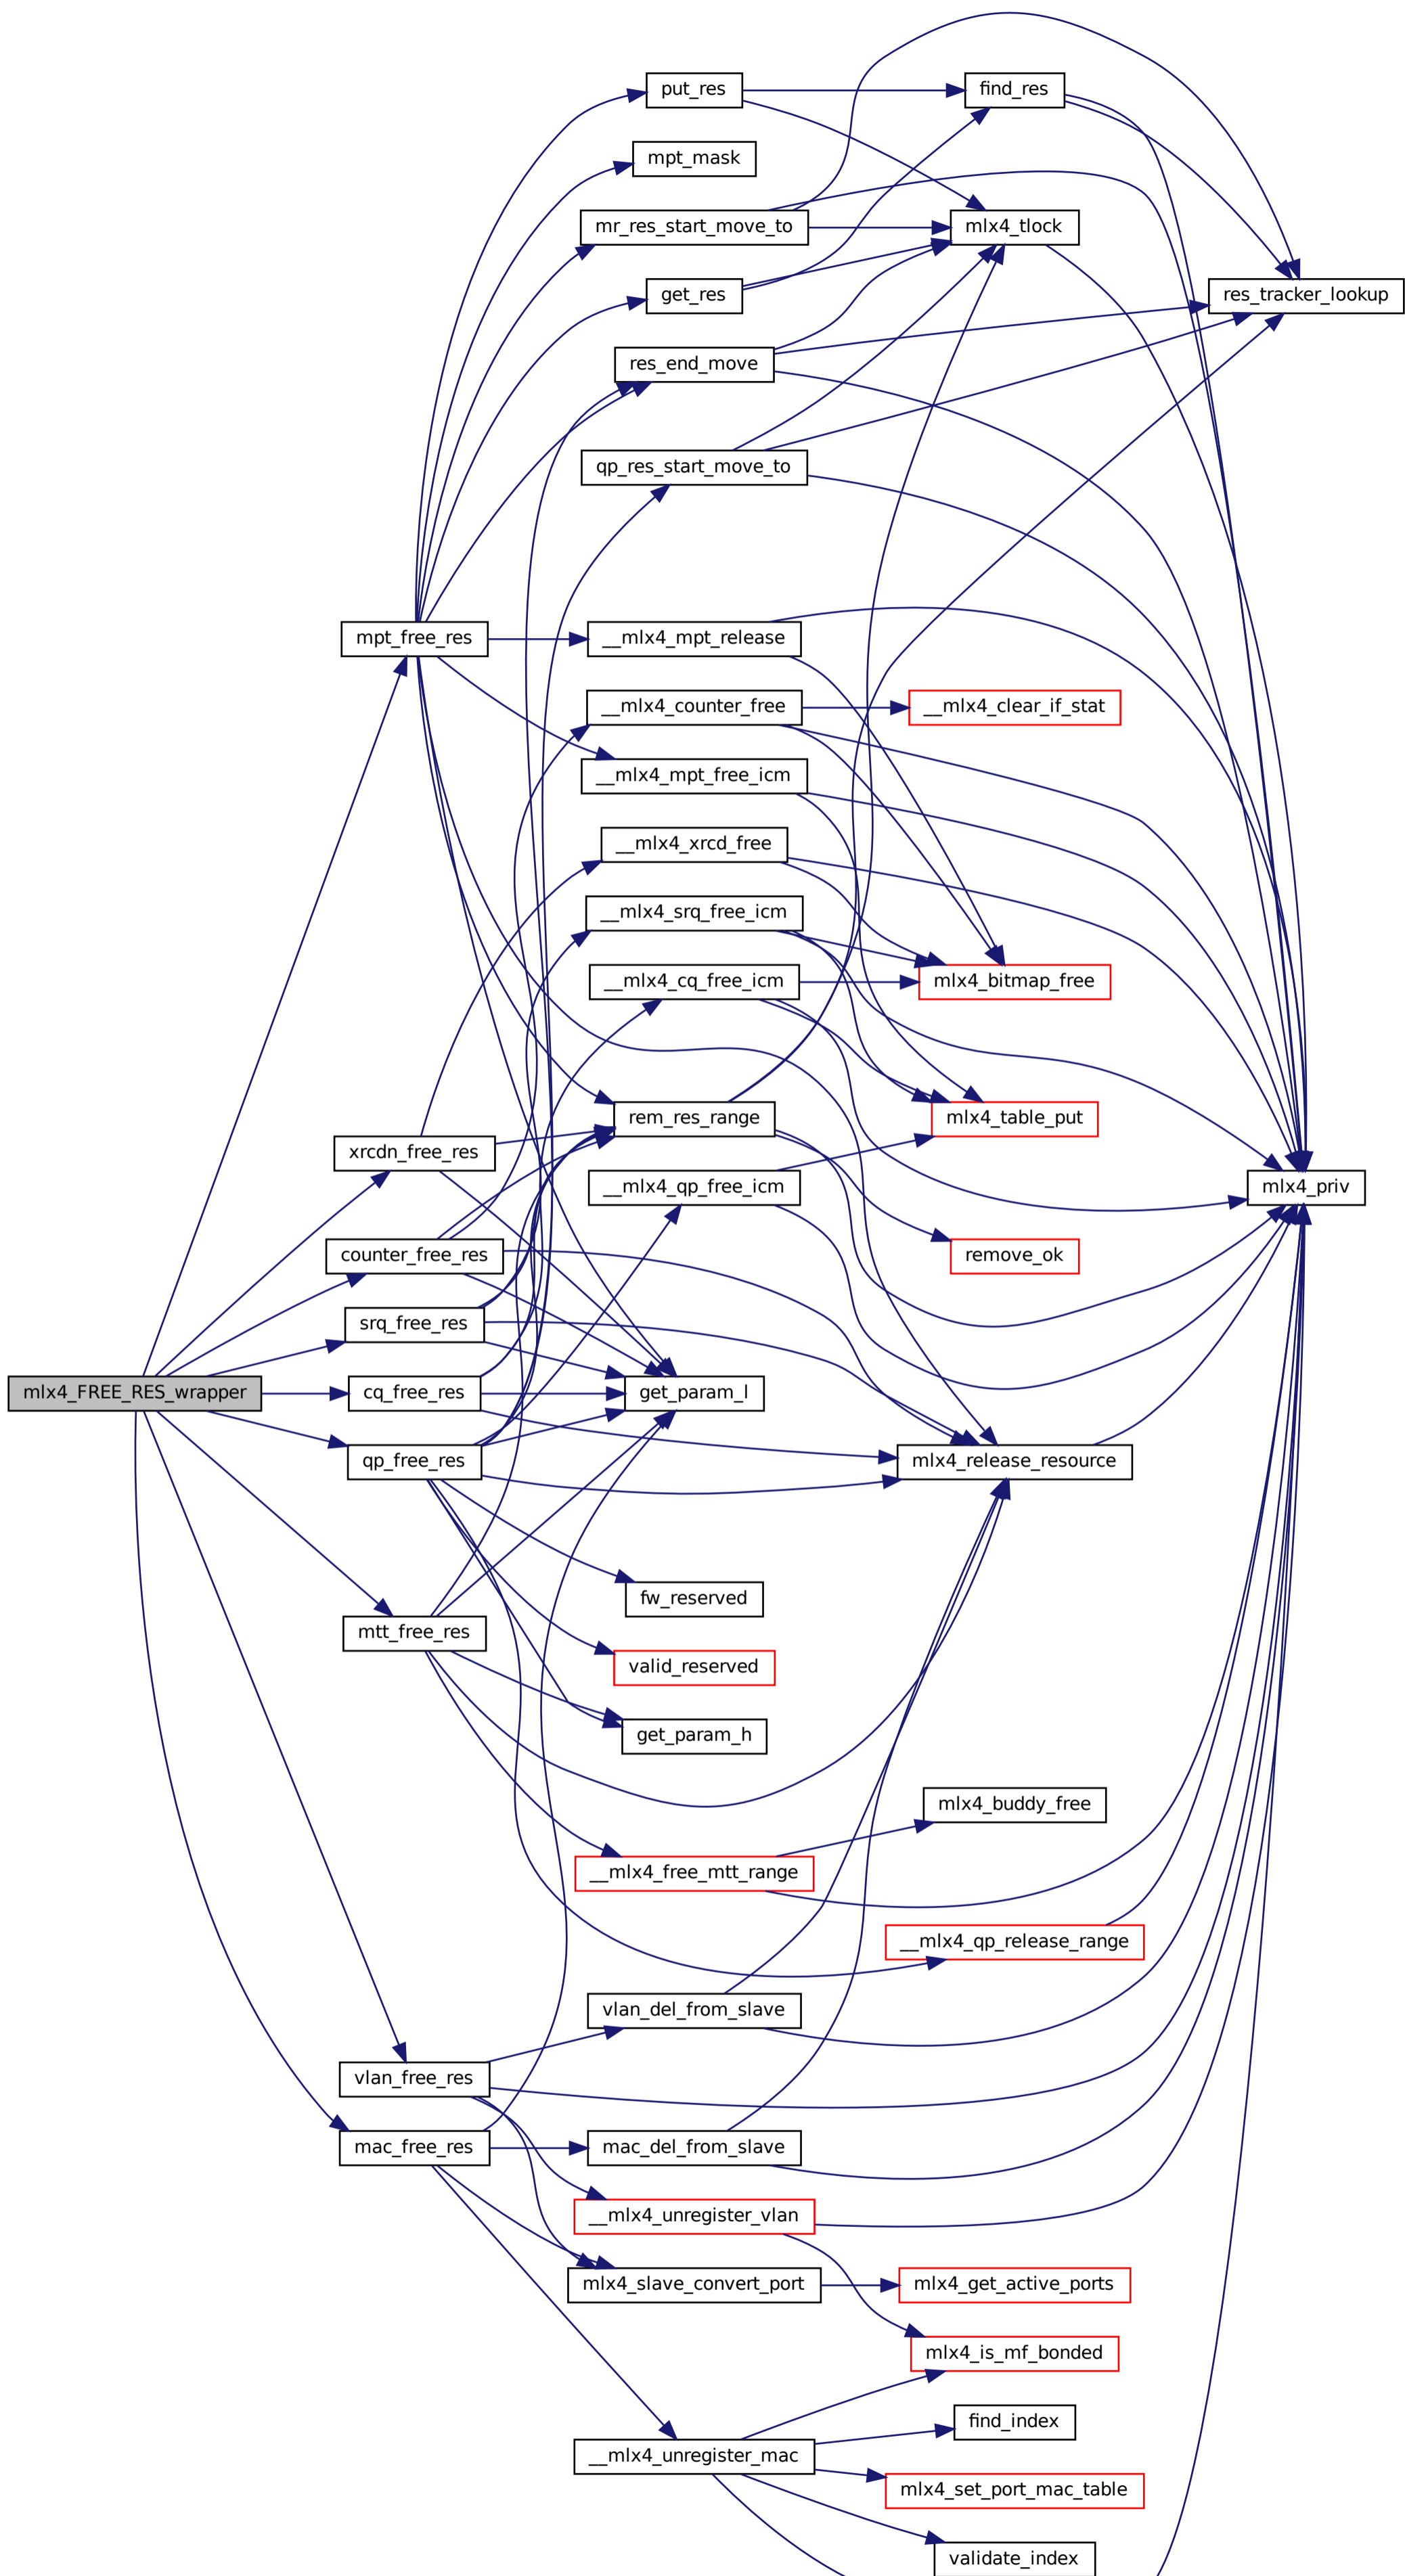 put_res
find_res
mpt_mask
mr_res_start_move_to
mlx4_tlock
get_res
res_tracker_lookup
res_end_move
qp_res_start_move_to
mpt_free_res
__mlx4_mpt_release
__mlx4_counter_free
__mlx4_clear_if_stat
__mlx4_mpt_free_icm
__mlx4_xrcd_free
__mlx4_srq_free_icm
__mlx4_cq_free_icm
mlx4_bitmap_free
rem_res_range
mlx4_table_put
xrcdn_free_res
__mlx4_qp_free_icm
mlx4_priv
counter_free_res
remove_ok
srq_free_res
mlx4_FREE_RES_wrapper
cq_free_res
get_param_l
qp_free_res
mlx4_release_resource
fw_reserved
mtt_free_res
valid_reserved
get_param_h
mlx4_buddy_free
__mlx4_free_mtt_range
__mlx4_qp_release_range
vlan_del_from_slave
vlan_free_res
mac_free_res
mac_del_from_slave
__mlx4_unregister_vlan
mlx4_slave_convert_port
mlx4_get_active_ports
mlx4_is_mf_bonded
find_index
__mlx4_unregister_mac
mlx4_set_port_mac_table
validate_index